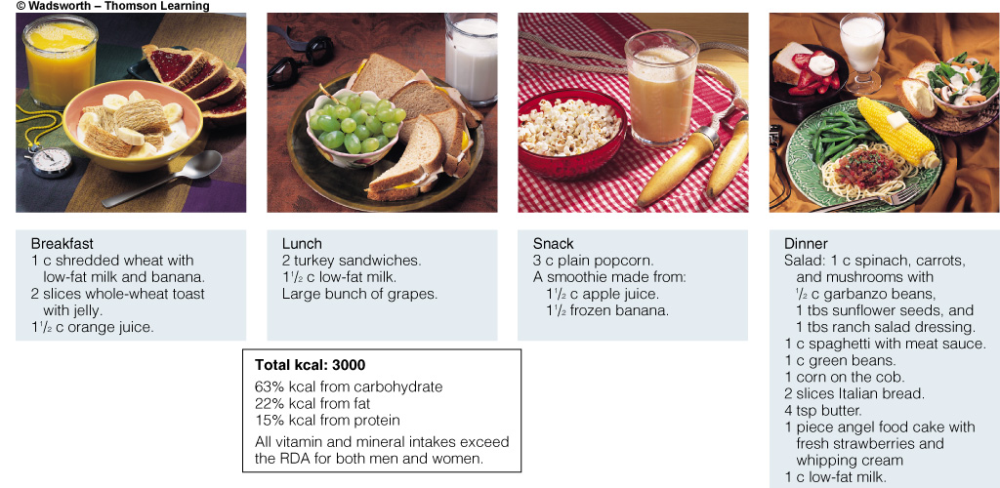 © Wadsworth – Thomson Learning
Breakfast
1 c shredded wheat with
low-fat milk and banana.
2 slices whole-wheat toast
with jelly.
1 1/2 c orange juice.
Lunch
2 turkey sandwiches.
1 1/2 c low-fat milk.
Large bunch of grapes.
Snack
3 c plain popcorn.
A smoothie made from:
1 1/2 c apple juice.
1 1/2 frozen banana.
Dinner
Salad: 1 c spinach, carrots,
and mushrooms with
1/2 c garbanzo beans,
1 tbs sunflower seeds, and
1 tbs ranch salad dressing.
1 c spaghetti with meat sauce.
1 c green beans.
1 corn on the cob.
2 slices Italian bread.
4 tsp butter.
1 piece angel food cake with
fresh strawberries and
whipping cream
1 c low-fat milk.
Total kcal: 3000
63% kcal from carbohydrate
22% kcal from fat
15% kcal from protein
All vitamin and mineral intakes exceed
the RDA for both men and women.